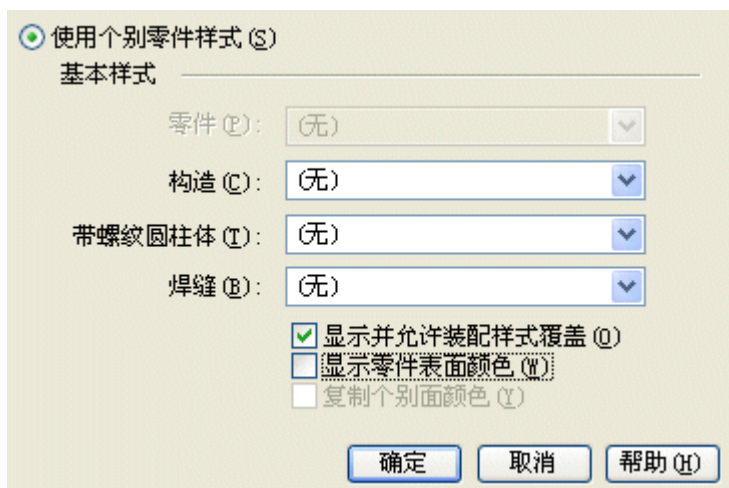 使用个别零件样式(S)
基本样式
零件(P): (无)
构造(C): (无)
带螺纹圆柱体(T): (无)
焊缝(B): (无)
显示并允许装配样式覆盖(O)
显示零件表面颜色(W)
复制个别面颜色(Y)
确定 取消 帮助(H)